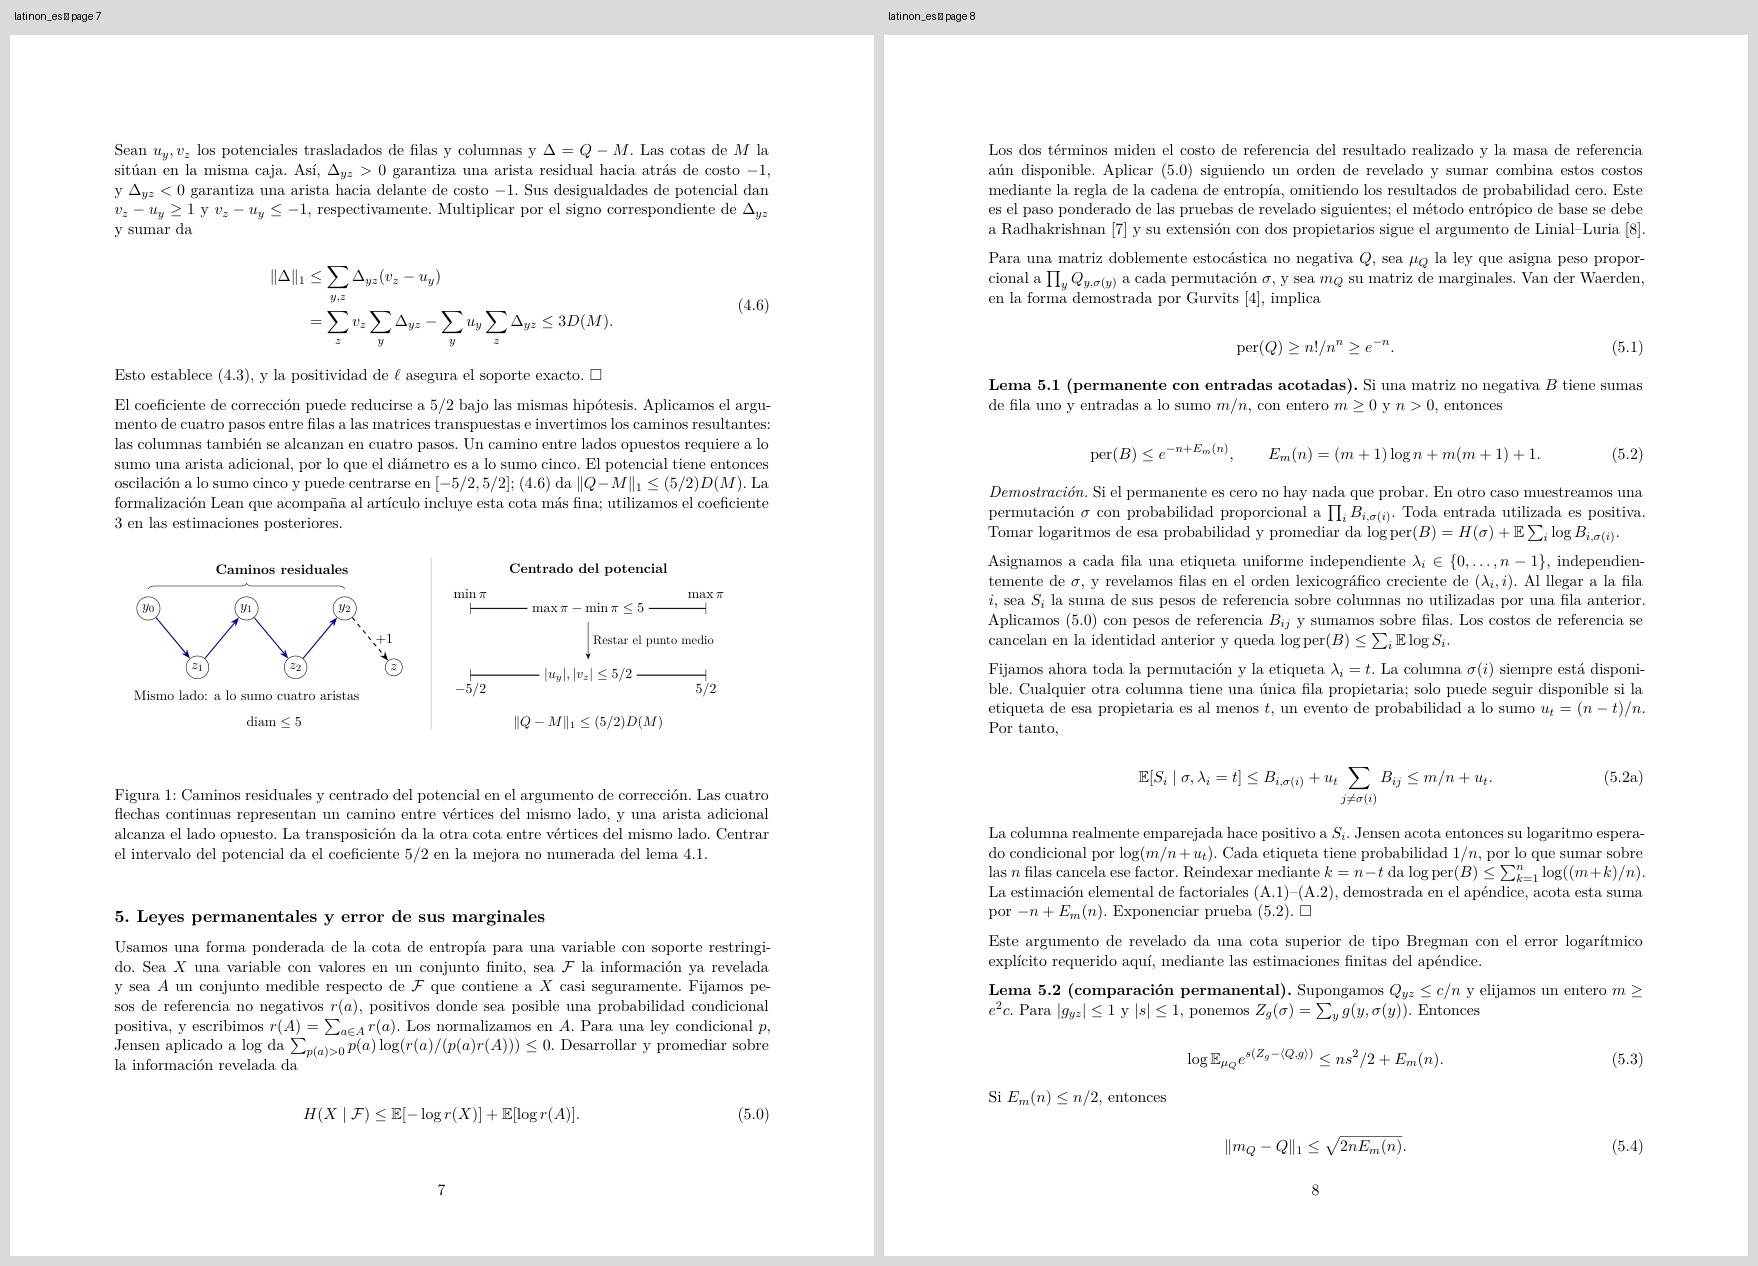 latinon_es page 7
Sean u_y, v_z los potenciales trasladados de filas y columnas y Δ = Q − M. Las cotas de M la
sitúan en la misma caja. Así, Δ_yz > 0 garantiza una arista residual hacia atrás de costo −1,
y Δ_yz < 0 garantiza una arista hacia delante de costo −1. Sus desigualdades de potencial dan
v_z − u_y ≥ 1 y v_z − u_y ≤ −1, respectivamente. Multiplicar por el signo correspondiente de Δ_yz
y sumar da
‖Δ‖_1 ≤ ∑_{y,z} Δ_yz(v_z − u_y)
= ∑_z v_z ∑_y Δ_yz − ∑_y u_y ∑_z Δ_yz ≤ 3D(M).
(4.6)
Esto establece (4.3), y la positividad de ℓ asegura el soporte exacto. □
El coeficiente de corrección puede reducirse a 5/2 bajo las mismas hipótesis. Aplicamos el argu-
mento de cuatro pasos entre filas a las matrices transpuestas e invertimos los caminos resultantes:
las columnas también se alcanzan en cuatro pasos. Un camino entre lados opuestos requiere a lo
sumo una arista adicional, por lo que el diámetro es a lo sumo cinco. El potencial tiene entonces
oscilación a lo sumo cinco y puede centrarse en [−5/2, 5/2]; (4.6) da ‖Q−M‖_1 ≤ (5/2)D(M). La
formalización Lean que acompaña al artículo incluye esta cota más fina; utilizamos el coeficiente
3 en las estimaciones posteriores.
Caminos residuales
y_0 y_1 y_2
+1
z_1 z_2 z
Mismo lado: a lo sumo cuatro aristas
diam ≤ 5
Centrado del potencial
min π max π
max π − min π ≤ 5
Restar el punto medio
|u_y|, |v_z| ≤ 5/2
−5/2 5/2
‖Q − M‖_1 ≤ (5/2)D(M)
Figura 1: Caminos residuales y centrado del potencial en el argumento de corrección. Las cuatro
flechas continuas representan un camino entre vértices del mismo lado, y una arista adicional
alcanza el lado opuesto. La transposición da la otra cota entre vértices del mismo lado. Centrar
el intervalo del potencial da el coeficiente 5/2 en la mejora no numerada del lema 4.1.
5. Leyes permanentales y error de sus marginales
Usamos una forma ponderada de la cota de entropía para una variable con soporte restringi-
do. Sea X una variable con valores en un conjunto finito, sea ℱ la información ya revelada
y sea A un conjunto medible respecto de ℱ que contiene a X casi seguramente. Fijamos pe-
sos de referencia no negativos r(a), positivos donde sea posible una probabilidad condicional
positiva, y escribimos r(A) = ∑_{a∈A} r(a). Los normalizamos en A. Para una ley condicional p,
Jensen aplicado a log da ∑_{p(a)>0} p(a) log(r(a)/(p(a)r(A))) ≤ 0. Desarrollar y promediar sobre
la información revelada da
H(X | ℱ) ≤ 𝔼[− log r(X)] + 𝔼[log r(A)]. (5.0)
7
latinon_es page 8
Los dos términos miden el costo de referencia del resultado realizado y la masa de referencia
aún disponible. Aplicar (5.0) siguiendo un orden de revelado y sumar combina estos costos
mediante la regla de la cadena de entropía, omitiendo los resultados de probabilidad cero. Este
es el paso ponderado de las pruebas de revelado siguientes; el método entrópico de base se debe
a Radhakrishnan [7] y su extensión con dos propietarios sigue el argumento de Linial–Luria [8].
Para una matriz doblemente estocástica no negativa Q, sea μ_Q la ley que asigna peso propor-
cional a ∏_y Q_{y,σ(y)} a cada permutación σ, y sea m_Q su matriz de marginales. Van der Waerden,
en la forma demostrada por Gurvits [4], implica
per(Q) ≥ n!/n^n ≥ e^{−n}. (5.1)
Lema 5.1 (permanente con entradas acotadas). Si una matriz no negativa B tiene sumas
de fila uno y entradas a lo sumo m/n, con entero m ≥ 0 y n > 0, entonces
per(B) ≤ e^{−n+E_m(n)}, E_m(n) = (m + 1) log n + m(m + 1) + 1. (5.2)
Demostración. Si el permanente es cero no hay nada que probar. En otro caso muestreamos una
permutación σ con probabilidad proporcional a ∏_i B_{i,σ(i)}. Toda entrada utilizada es positiva.
Tomar logaritmos de esa probabilidad y promediar da log per(B) = H(σ) + 𝔼 ∑_i log B_{i,σ(i)}.
Asignamos a cada fila una etiqueta uniforme independiente λ_i ∈ {0, . . . , n − 1}, independien-
temente de σ, y revelamos filas en el orden lexicográfico creciente de (λ_i, i). Al llegar a la fila
i, sea S_i la suma de sus pesos de referencia sobre columnas no utilizadas por una fila anterior.
Aplicamos (5.0) con pesos de referencia B_ij y sumamos sobre filas. Los costos de referencia se
cancelan en la identidad anterior y queda log per(B) ≤ ∑_i 𝔼 log S_i.
Fijamos ahora toda la permutación y la etiqueta λ_i = t. La columna σ(i) siempre está disponi-
ble. Cualquier otra columna tiene una única fila propietaria; solo puede seguir disponible si la
etiqueta de esa propietaria es al menos t, un evento de probabilidad a lo sumo u_t = (n − t)/n.
Por tanto,
𝔼[S_i | σ, λ_i = t] ≤ B_{i,σ(i)} + u_t ∑_{j≠σ(i)} B_ij ≤ m/n + u_t. (5.2a)
La columna realmente emparejada hace positivo a S_i. Jensen acota entonces su logaritmo espera-
do condicional por log(m/n+u_t). Cada etiqueta tiene probabilidad 1/n, por lo que sumar sobre
las n filas cancela ese factor. Reindexar mediante k = n−t da log per(B) ≤ ∑_{k=1}^n log((m+k)/n).
La estimación elemental de factoriales (A.1)–(A.2), demostrada en el apéndice, acota esta suma
por −n + E_m(n). Exponenciar prueba (5.2). □
Este argumento de revelado da una cota superior de tipo Bregman con el error logarítmico
explícito requerido aquí, mediante las estimaciones finitas del apéndice.
Lema 5.2 (comparación permanental). Supongamos Q_yz ≤ c/n y elijamos un entero m ≥
e^2c. Para |g_yz| ≤ 1 y |s| ≤ 1, ponemos Z_g(σ) = ∑_y g(y, σ(y)). Entonces
log 𝔼_{μ_Q} e^{s(Z_g−⟨Q,g⟩)} ≤ ns^2/2 + E_m(n). (5.3)
Si E_m(n) ≤ n/2, entonces
‖m_Q − Q‖_1 ≤ √(2nE_m(n)). (5.4)
8